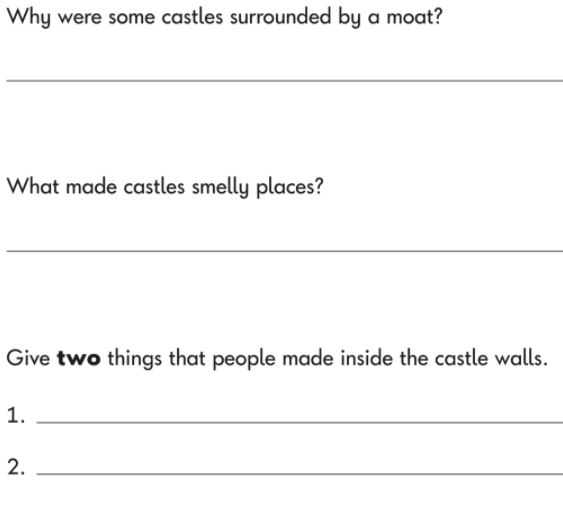 Why were some castles surrounded by a moat?
What made castles smelly places?
Give two things that people made inside the castle walls.
1.
2.